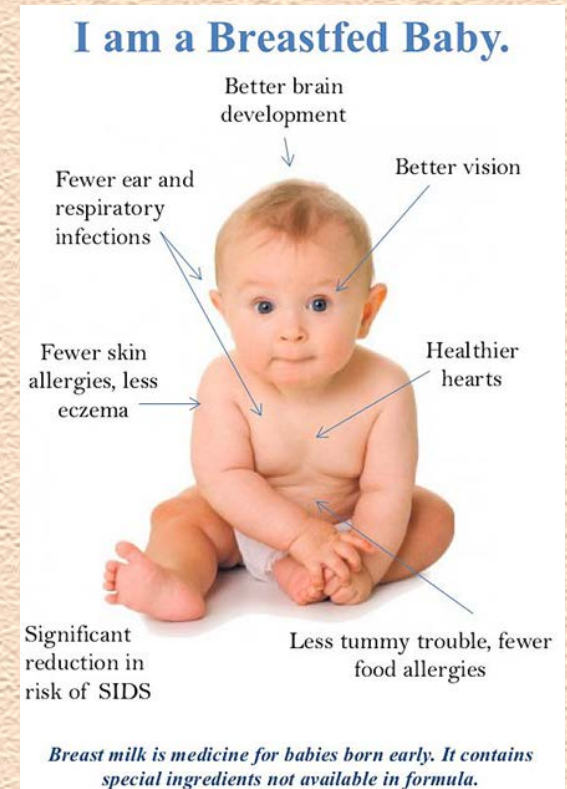 I am a Breastfed Baby.
Better brain
development
Better vision
Fewer ear and
respiratory
infections
Healthier
hearts
Fewer skin
allergies, less
eczema
Significant
reduction in
risk of SIDS
Less tummy trouble, fewer
food allergies
Breast milk is medicine for babies born early. It contains
special ingredients not available in formula.